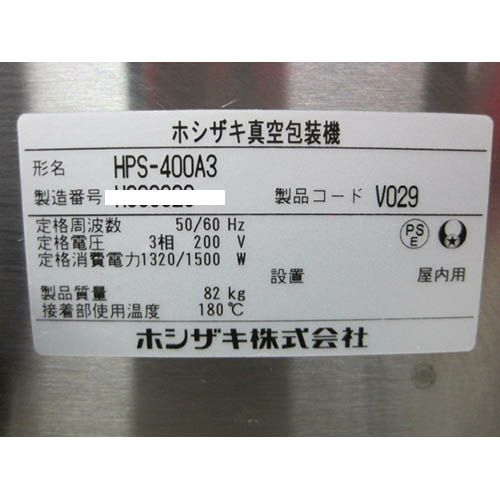 ホシザキ真空包装機
形名 HPS-400A3
製造番号 製品コード V029
定格周波数 50/60 Hz
定格電圧 3相 200 V
定格消費電力1320/1500 W
PS
E
設置 屋内用
製品質量 82 kg
接着部使用温度 180℃
ホシザキ株式会社